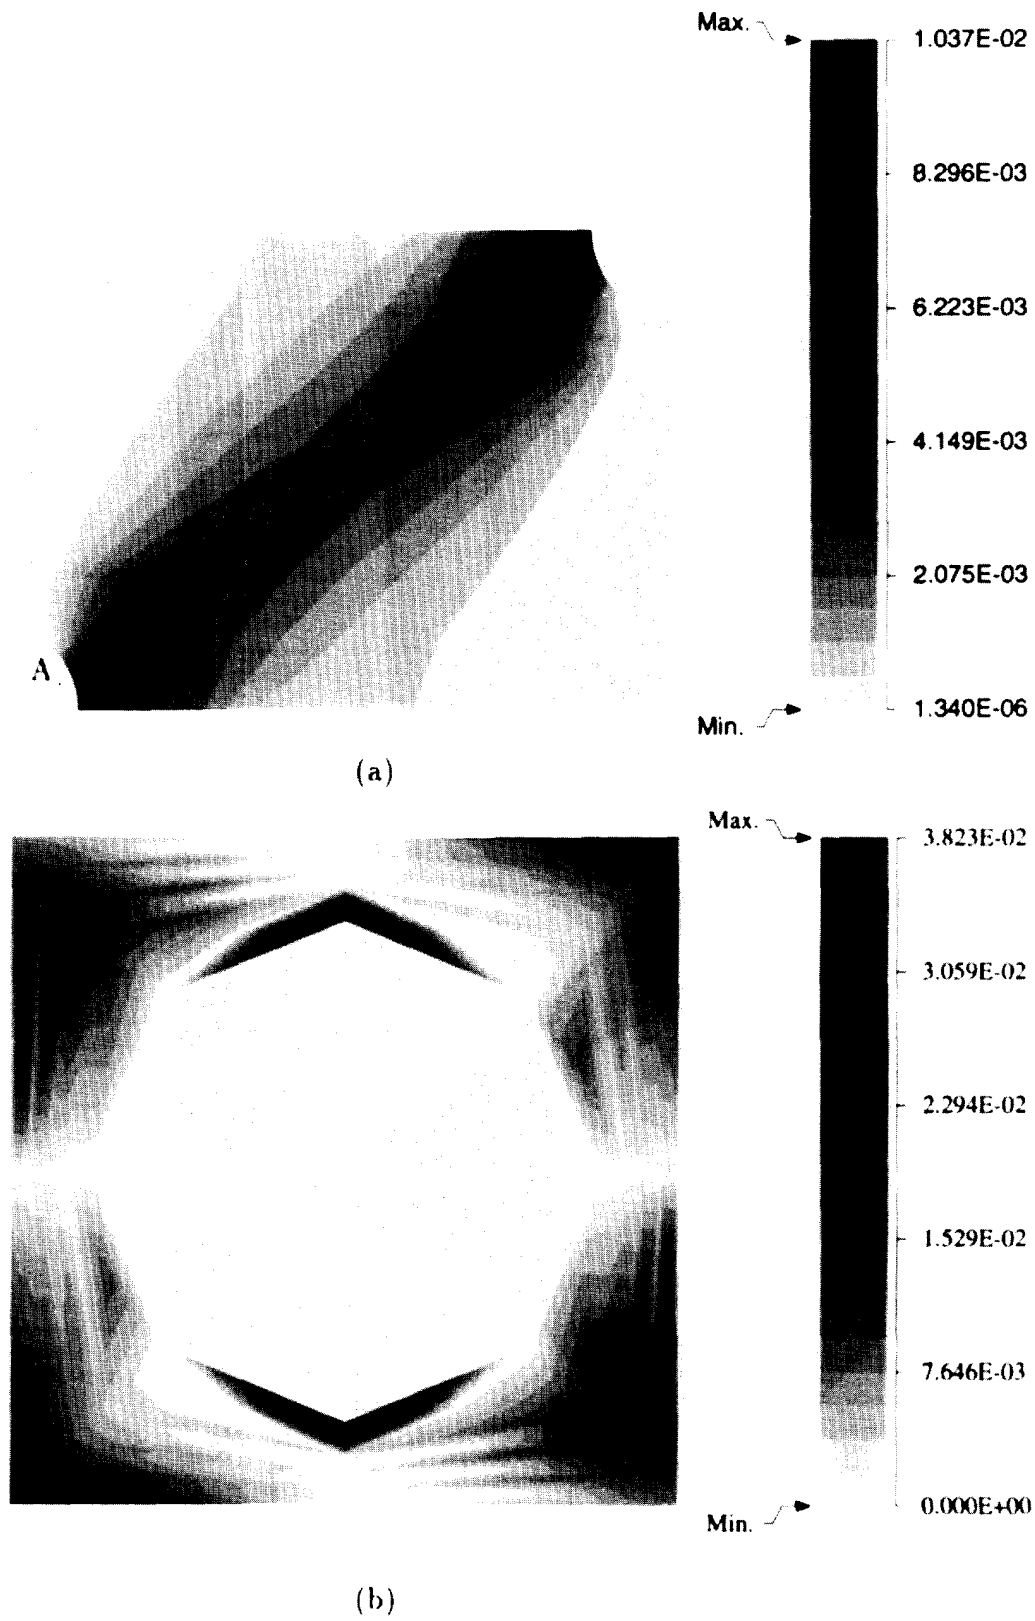 Max.
1.037E-02
8.296E-03
6.223E-03
4.149E-03
2.075E-03
A
Min.
1.340E-06
(a)
Max.
3.823E-02
3.059E-02
2.294E-02
1.529E-02
7.646E-03
Min.
0.000E+00
(b)